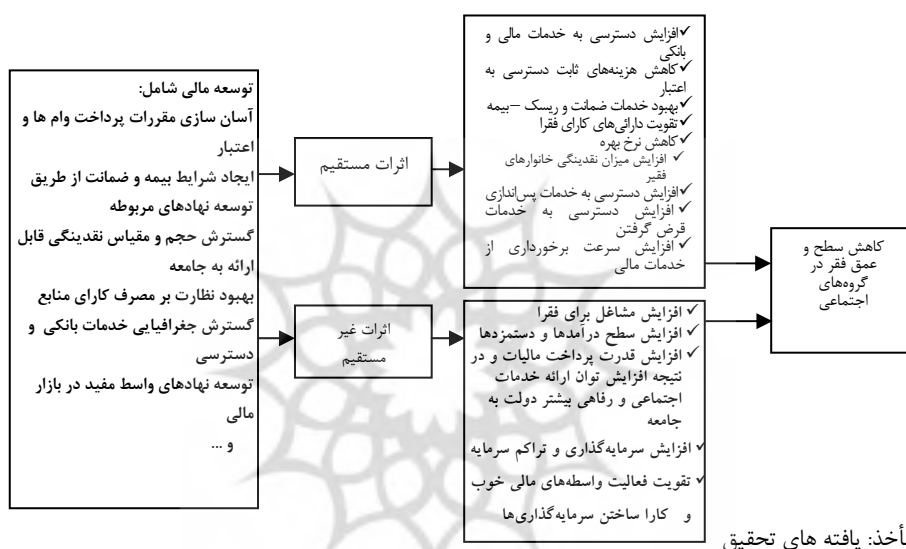 توسعه مالی شامل:
آسان سازی مقررات پرداخت وام ها و
اعتبار
ایجاد شرایط بیمه و ضمانت از طریق
توسعه نهادهای مربوطه
گسترش حجم و مقیاس نقدینگی قابل
ارائه به جامعه
بهبود نظارت بر مصرف کارای منابع
گسترش جغرافیایی خدمات بانکی و
دسترسی
توسعه نهادهای واسط مفید در بازار
مالی
و ...
اثرات مستقیم
اثرات غیر
مستقیم
✓افزایش دسترسی به خدمات مالی و
بانکی
✓کاهش هزینه‌های ثابت دسترسی به
اعتبار
✓بهبود خدمات ضمانت و ریسک –بیمه
✓تقویت دارائی‌های کارای فقرا
✓کاهش نرخ بهره
✓ افزایش میزان نقدینگی خانوارهای
فقیر
✓افزایش دسترسی به خدمات پس‌اندازی
✓ افزایش دسترسی به خدمات
قرض گرفتن
✓ افزایش سرعت برخورداری از
خدمات مالی
✓ افزایش مشاغل برای فقرا
✓ افزایش سطح درآمدها و دستمزدها
✓ افزایش قدرت پرداخت مالیات و در
نتیجه افزایش توان ارائه خدمات
اجتماعی و رفاهی بیشتر دولت به
جامعه
✓ افزایش سرمایه‌گذاری و تراکم سرمایه
✓ تقویت فعالیت واسطه‌های مالی خوب
و کارا ساختن سرمایه‌گذاری‌ها
کاهش سطح و
عمق فقر در
گروه‌های
اجتماعی
أخذ: یافته های تحقیق